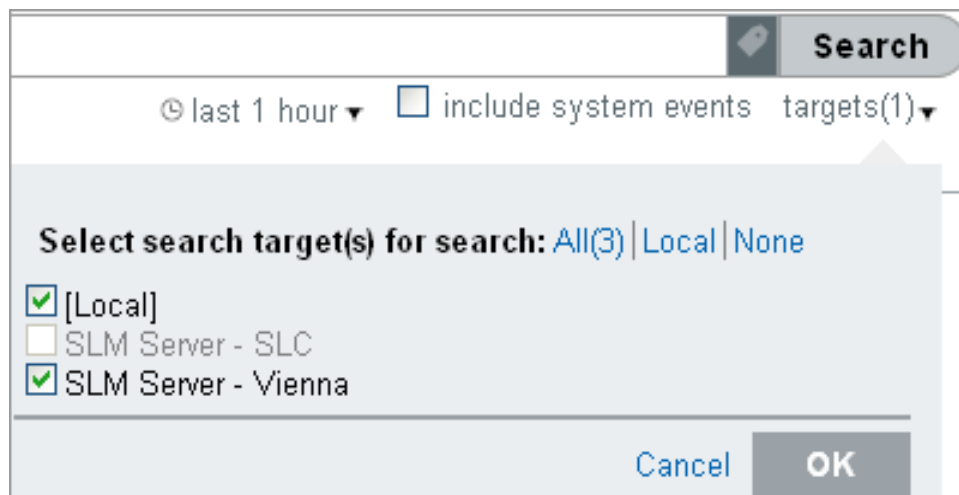 Search
last 1 hour include system events targets(1)
Select search target(s) for search: All(3)|Local|None
[Local]
SLM Server - SLC
SLM Server - Vienna
Cancel OK